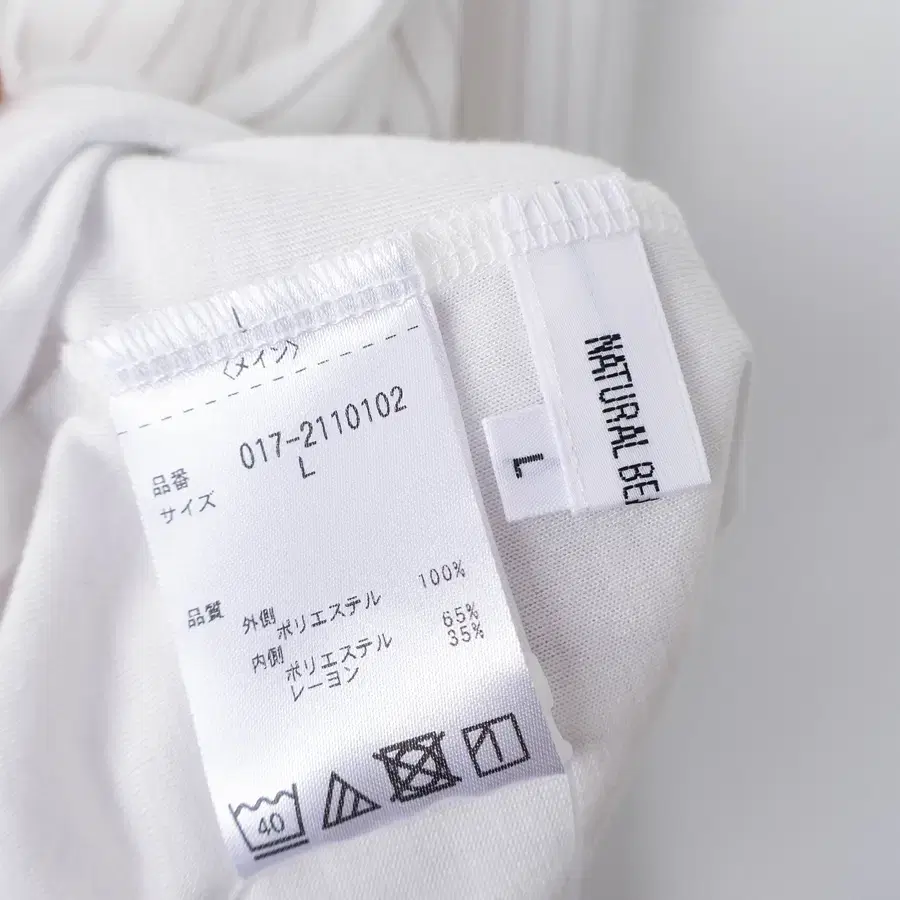 〈メイン〉
品番 017-2110102
サイズ L
品質 外側
ポリエステル 100%
内側
ポリエステル 65%
レーヨン 35%
40
L
NATURAL